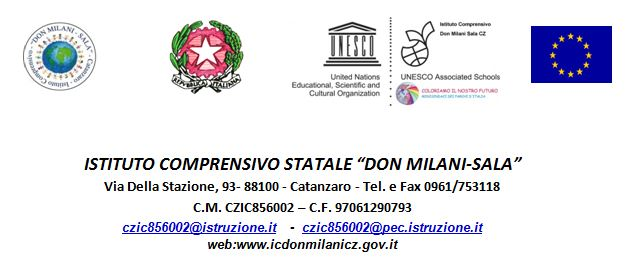 "DON MILANI - SALA" - Catanzaro - Istituto Comprensivo
REPUBBLICA ITALIANA
UNESCO
United Nations
Educational, Scientific and
Cultural Organization
Istituto Comprensivo
Don Milani Sala CZ
UNESCO Associated Schools
COLORIAMO IL NOSTRO FUTURO
ISTITUTO COMPRENSIVO STATALE “DON MILANI-SALA”
Via Della Stazione, 93- 88100 - Catanzaro - Tel. e Fax 0961/753118
C.M. CZIC856002 – C.F. 97061290793
czic856002@istruzione.it - czic856002@pec.istruzione.it
web:www.icdonmilanicz.gov.it